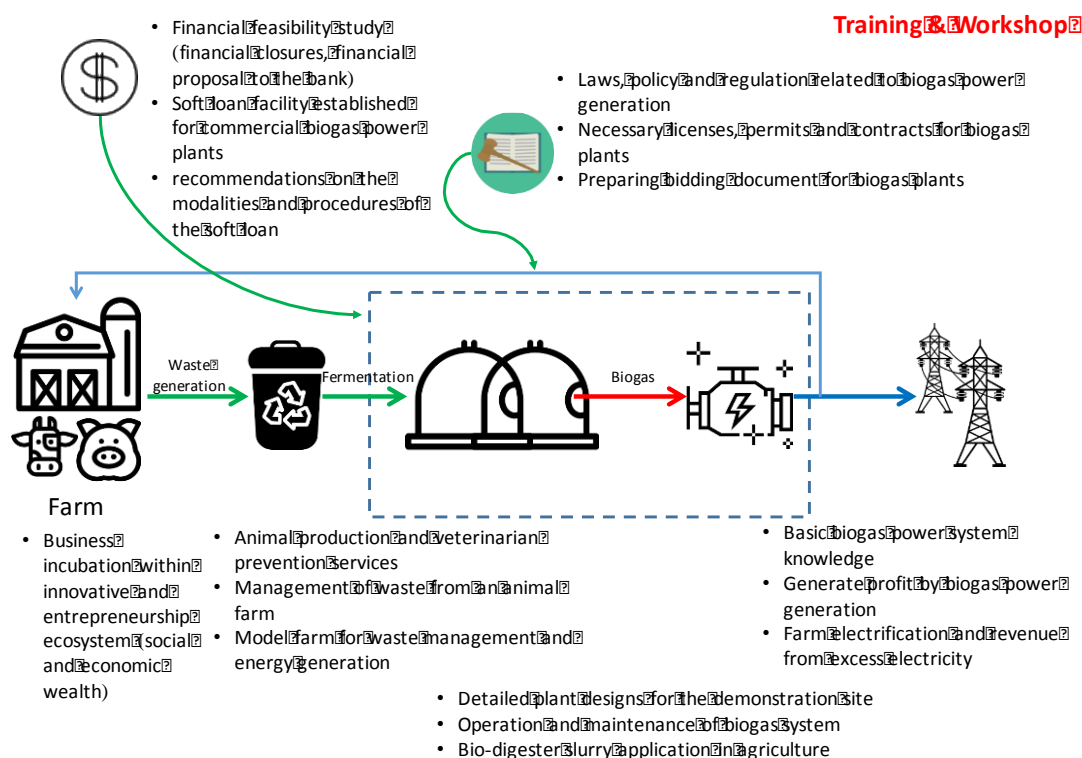 Training & Workshop
• Financial feasibility study
(financial closures, financial
proposal to the bank)
• Soft loan facility established
for commercial biogas power
plants
• recommendations on the
modalities and procedures of
the soft loan
• Laws, policy and regulation related to biogas power
generation
• Necessary licenses, permits and contracts for biogas
plants
• Preparing bidding document for biogas plants
Waste
generation
Fermentation
Biogas
Farm
• Business
incubation within
innovative and
entrepreneurship
ecosystem (social
and economic
wealth)
• Animal production and veterinarian
prevention services
• Management of waste from an animal
farm
• Model farm for waste management and
energy generation
• Basic biogas power system
knowledge
• Generate profit by biogas power
generation
• Farm electrification and revenue
from excess electricity
• Detailed plant designs for the demonstration site
• Operation and maintenance of biogas system
• Bio-digester slurry application in agriculture